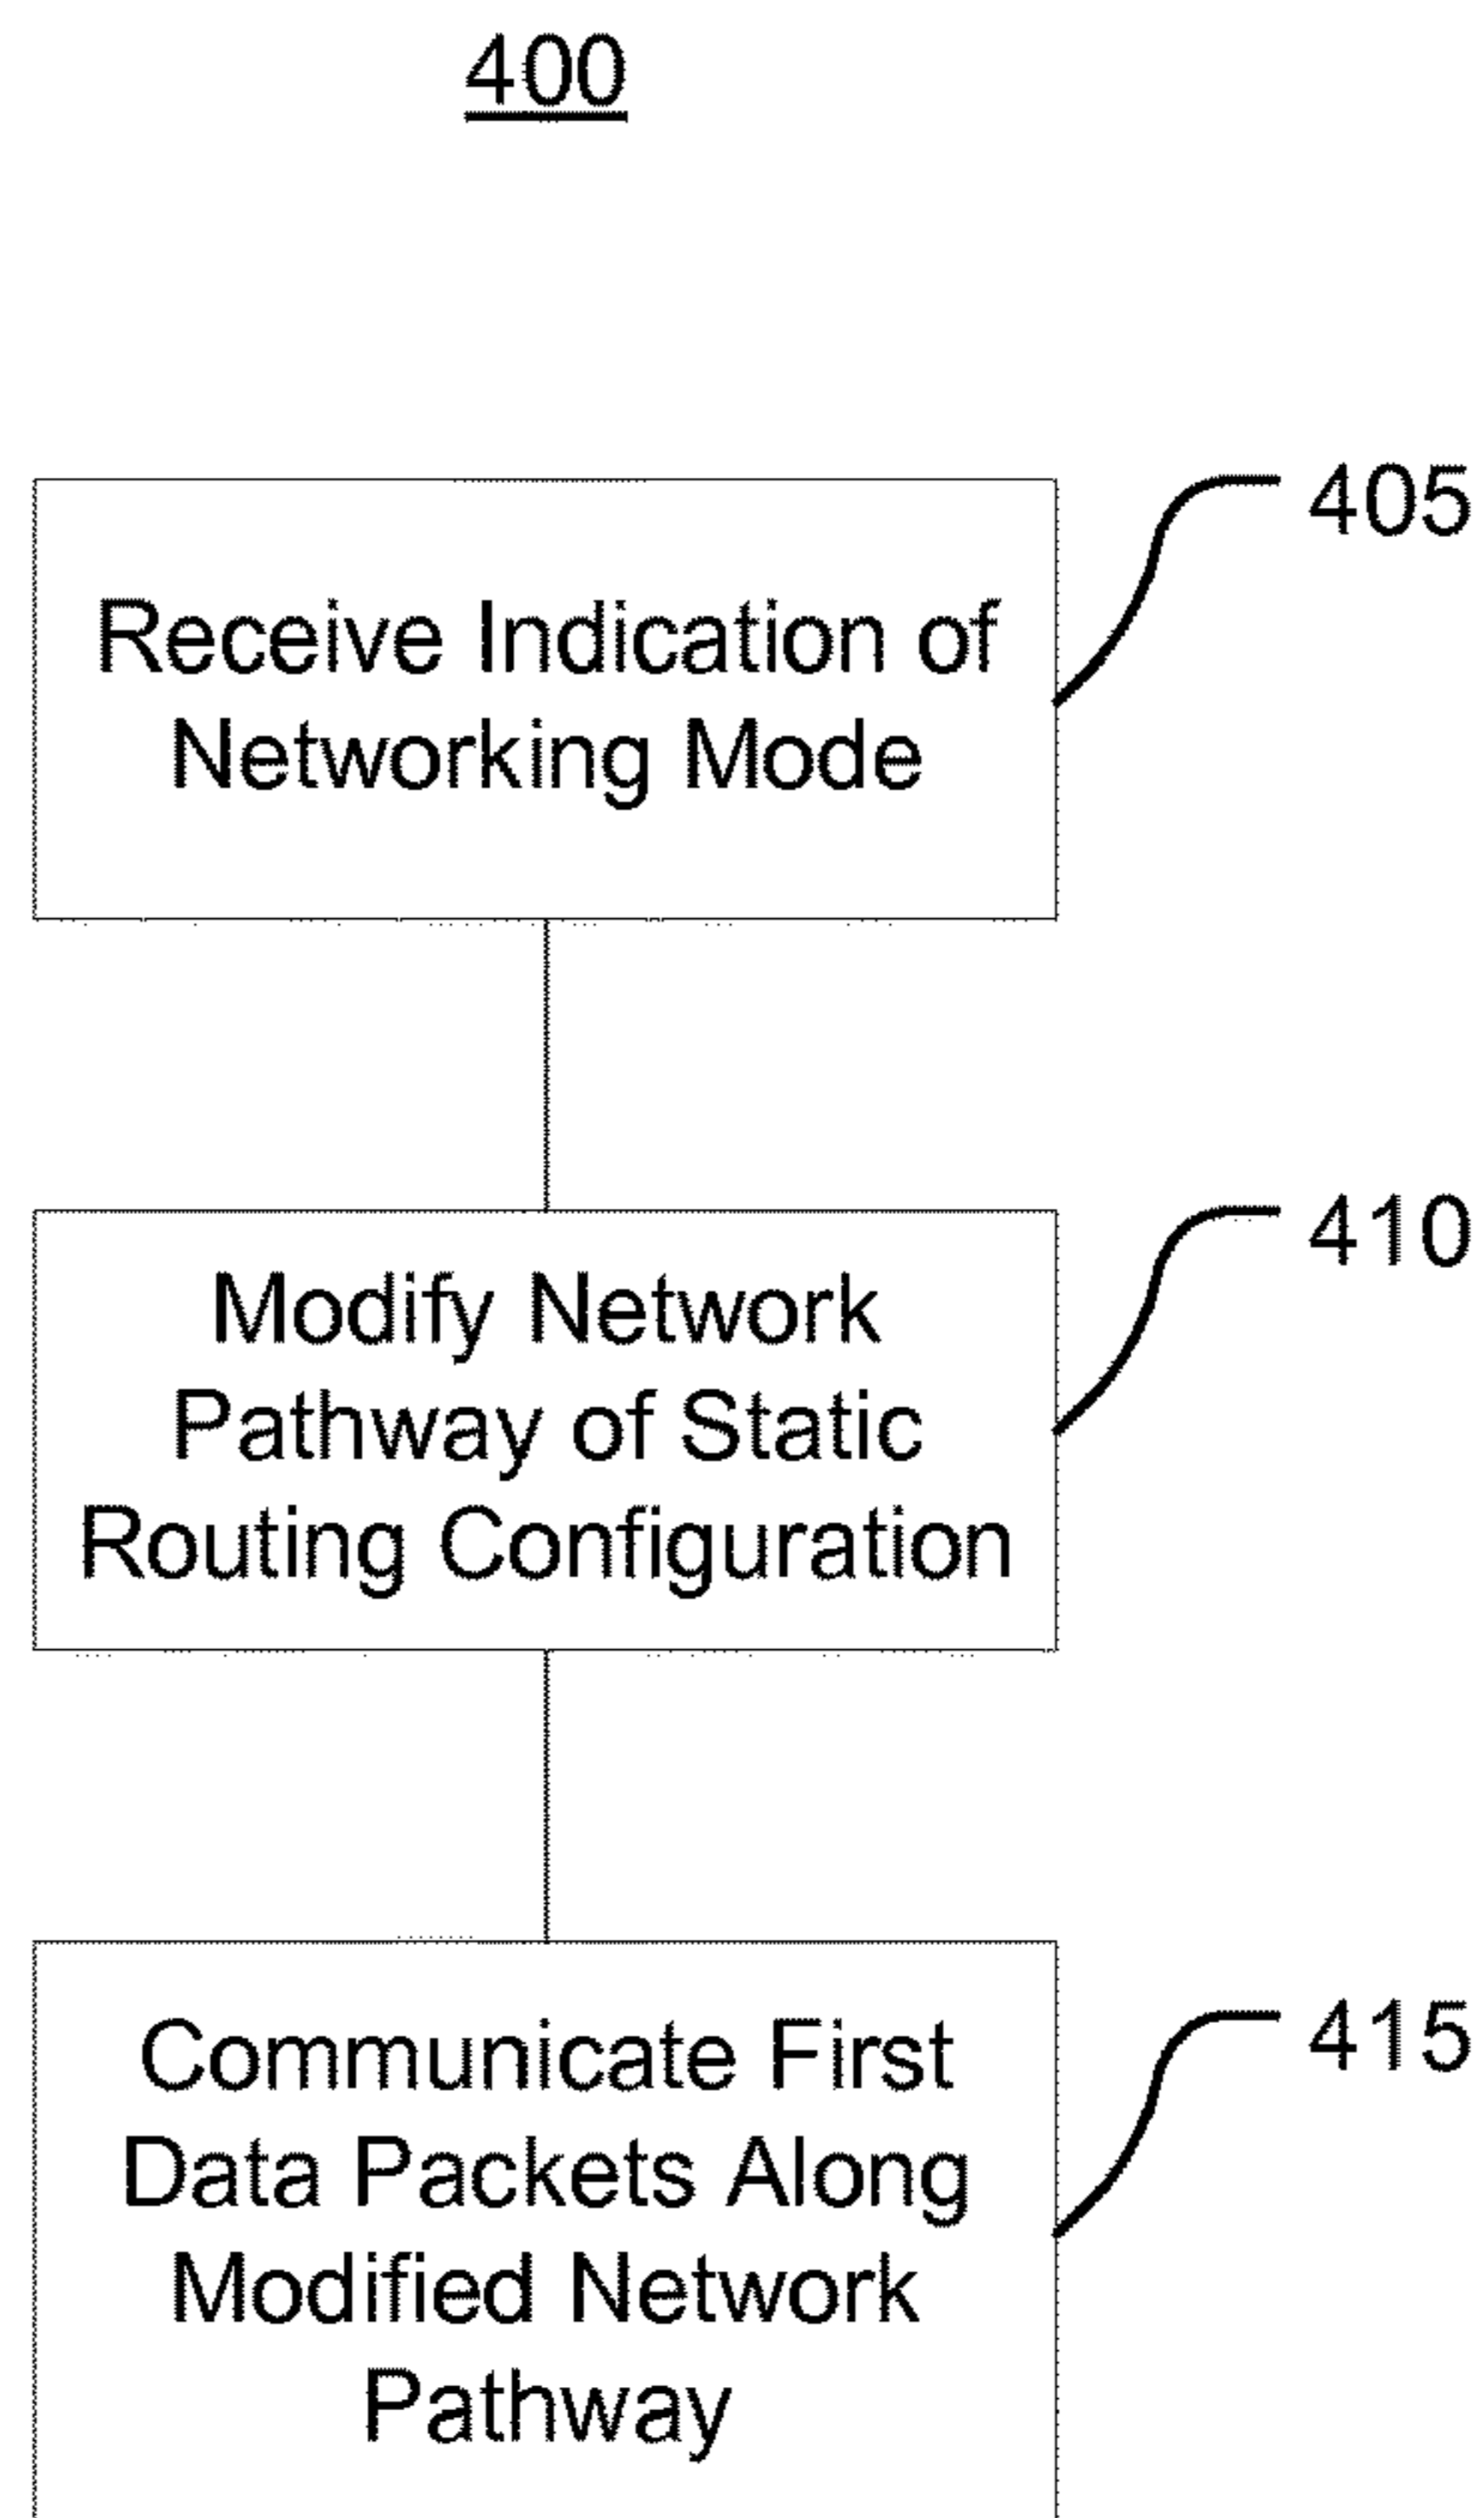 400
405
Receive Indication of
Networking Mode
410
Modify Network
Pathway of Static
Routing Configuration
415
Communicate First
Data Packets Along
Modified Network
Pathway